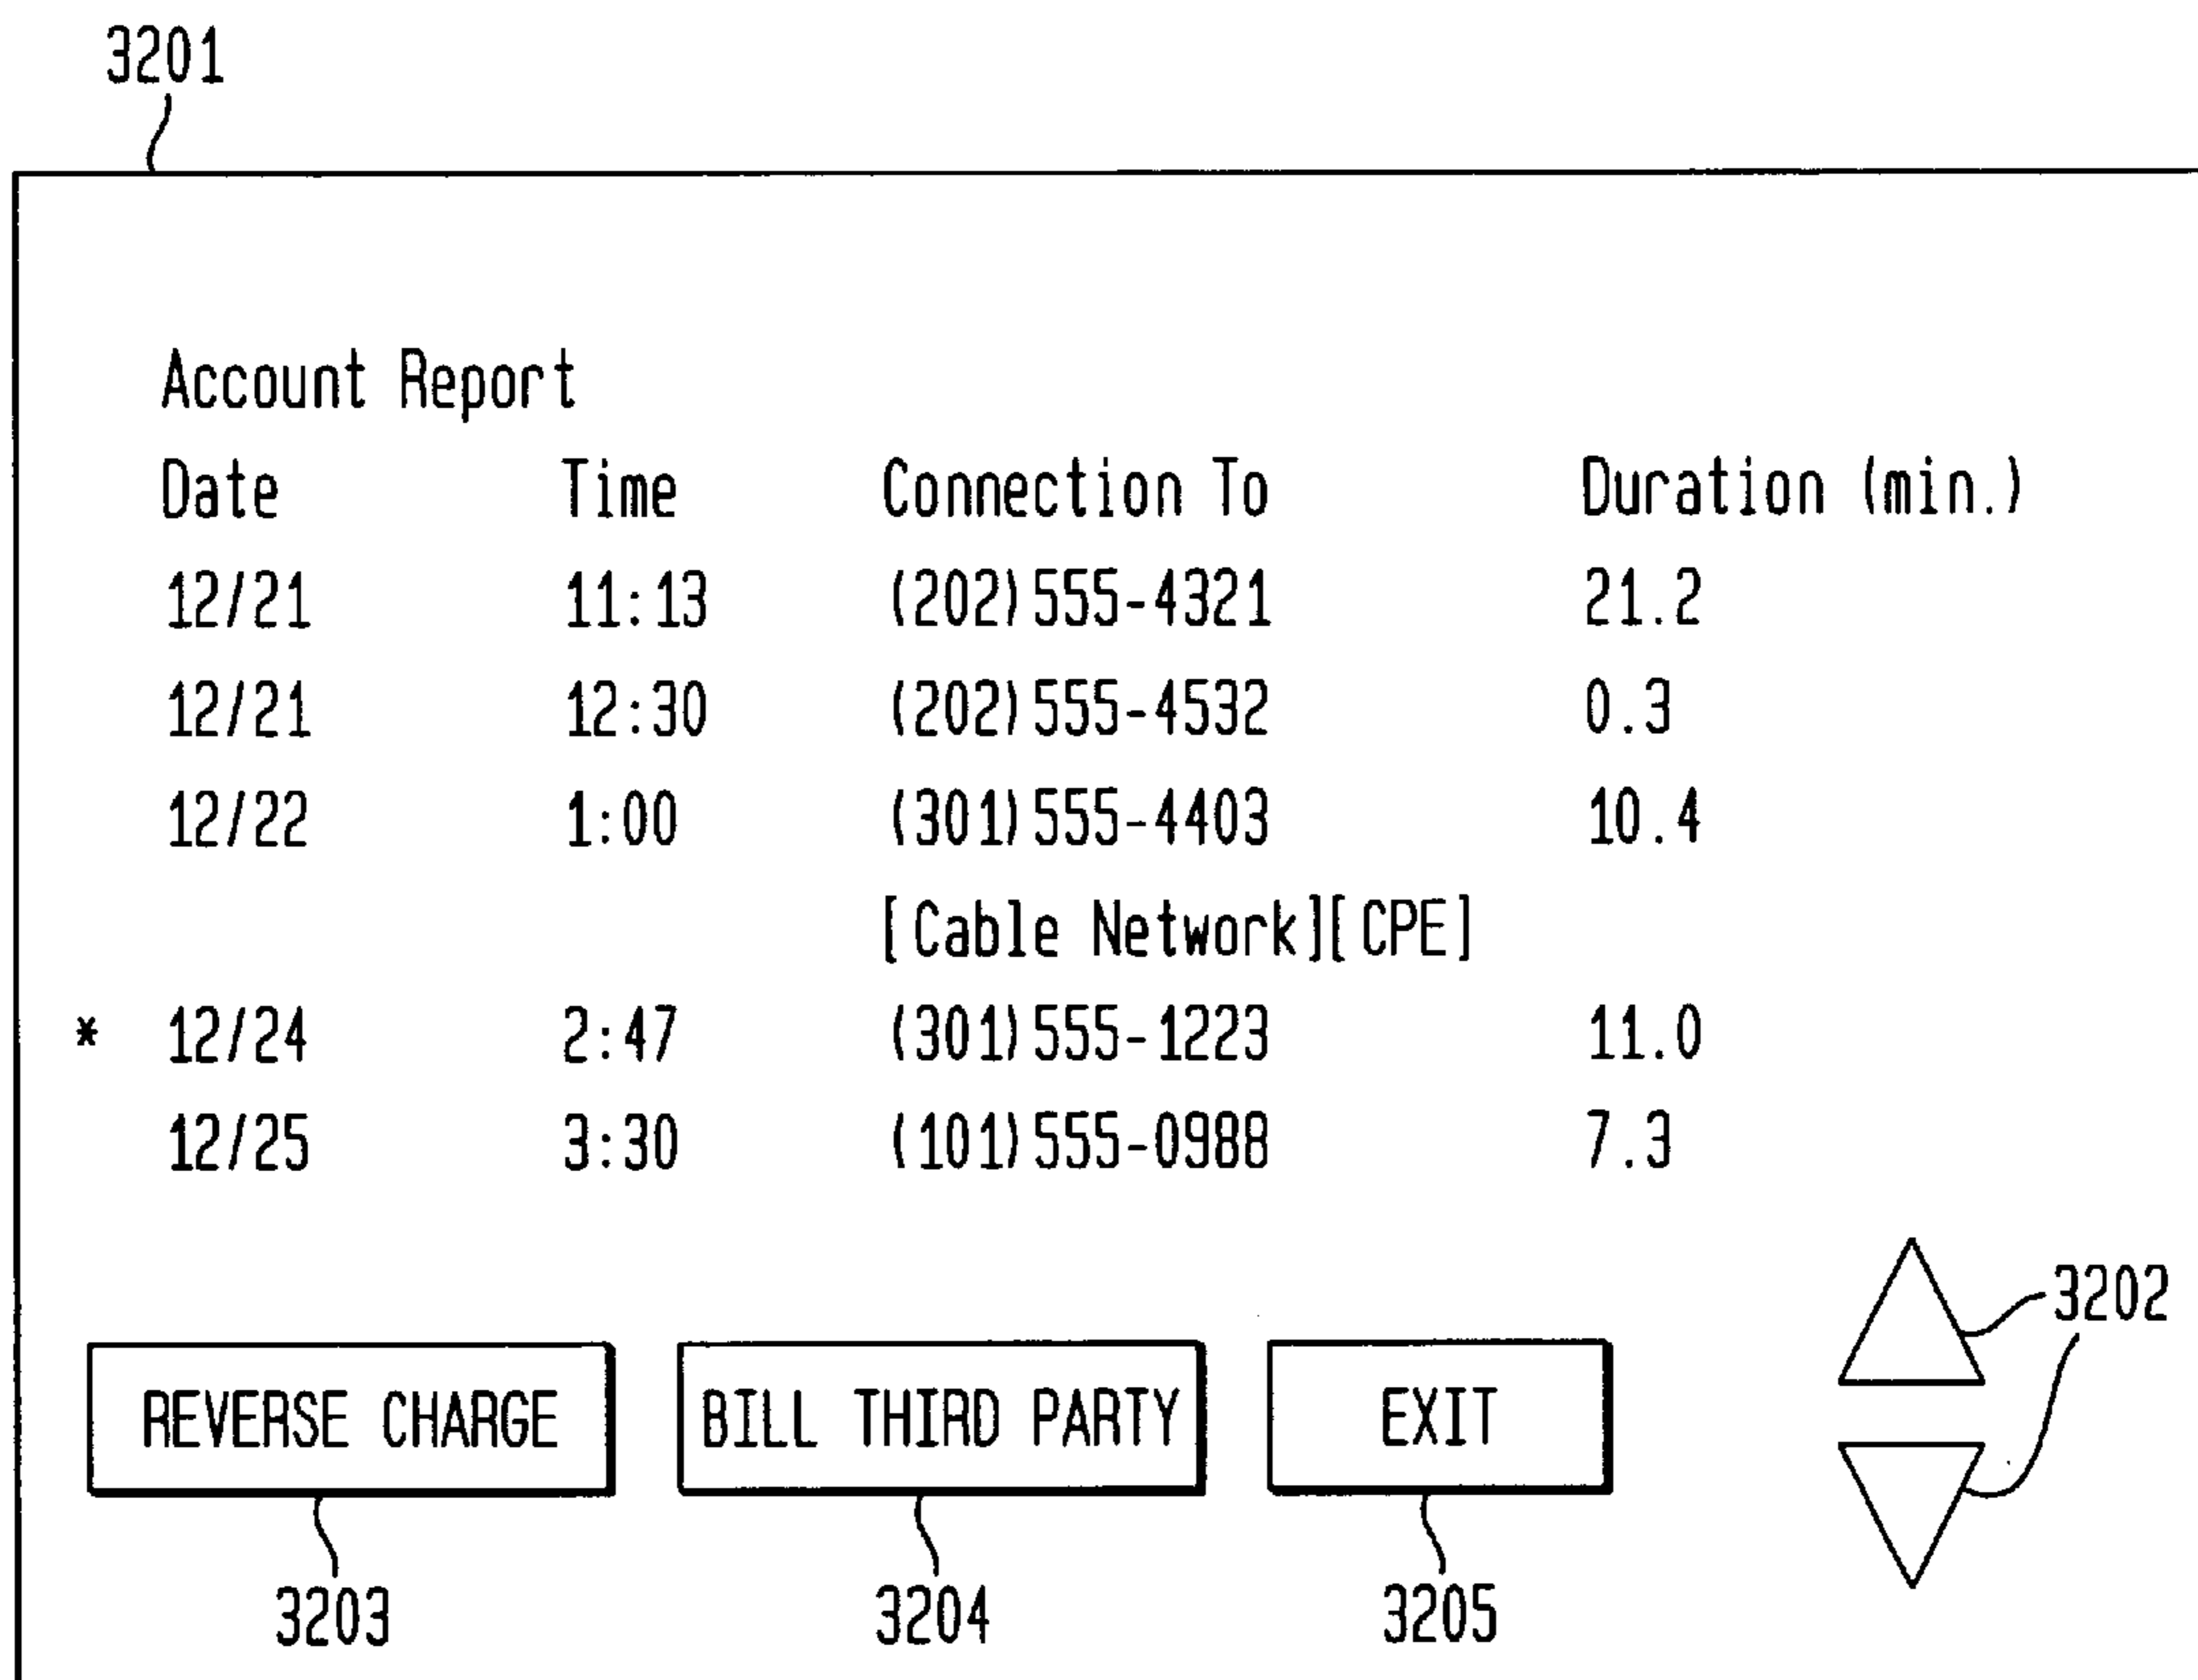 3201
Account Report
Date Time Connection To Duration (min.)
12/21 11:13 (202)555-4321 21.2
12/21 12:30 (202)555-4532 0.3
12/22 1:00 (301)555-4403 10.4
[Cable Network][CPE]
* 12/24 2:47 (301)555-1223 11.0
12/25 3:30 (101)555-0988 7.3
3202
REVERSE CHARGE BILL THIRD PARTY EXIT
3203 3204 3205